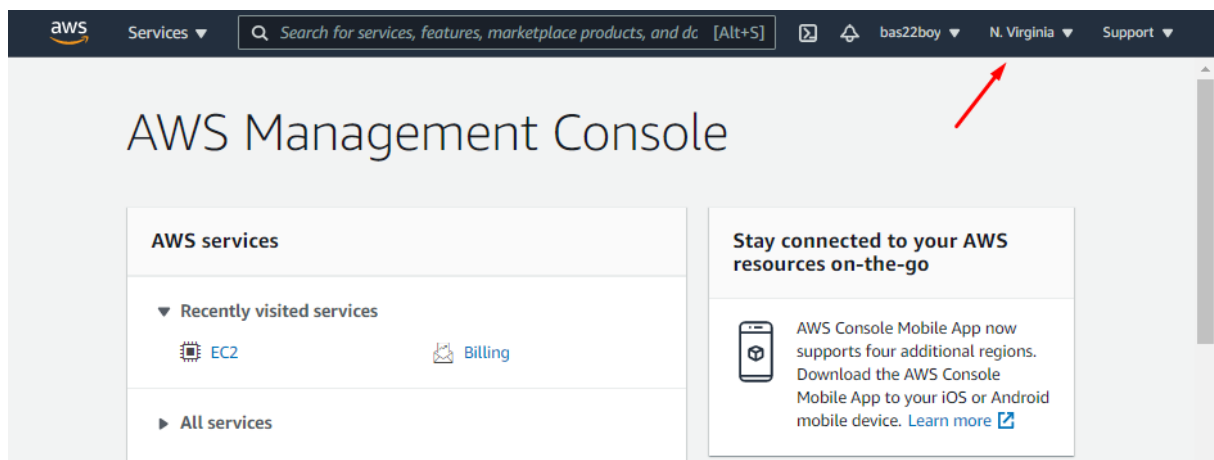 aws Services ▼ Search for services, features, marketplace products, and dc [Alt+S] bas22boy ▼ N. Virginia ▼ Support ▼
AWS Management Console
AWS services
▼ Recently visited services
EC2 Billing
▶ All services
Stay connected to your AWS
resources on-the-go
AWS Console Mobile App now
supports four additional regions.
Download the AWS Console
Mobile App to your iOS or Android
mobile device. Learn more